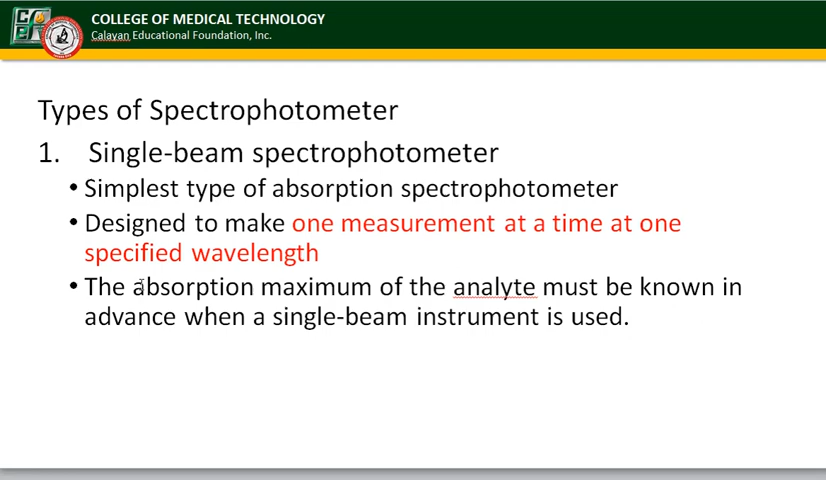 COLLEGE OF MEDICAL TECHNOLOGY
Calayan Educational Foundation, Inc.
Types of Spectrophotometer
1. Single-beam spectrophotometer
• Simplest type of absorption spectrophotometer
• Designed to make one measurement at a time at one
specified wavelength
• The absorption maximum of the analyte must be known in
advance when a single-beam instrument is used.